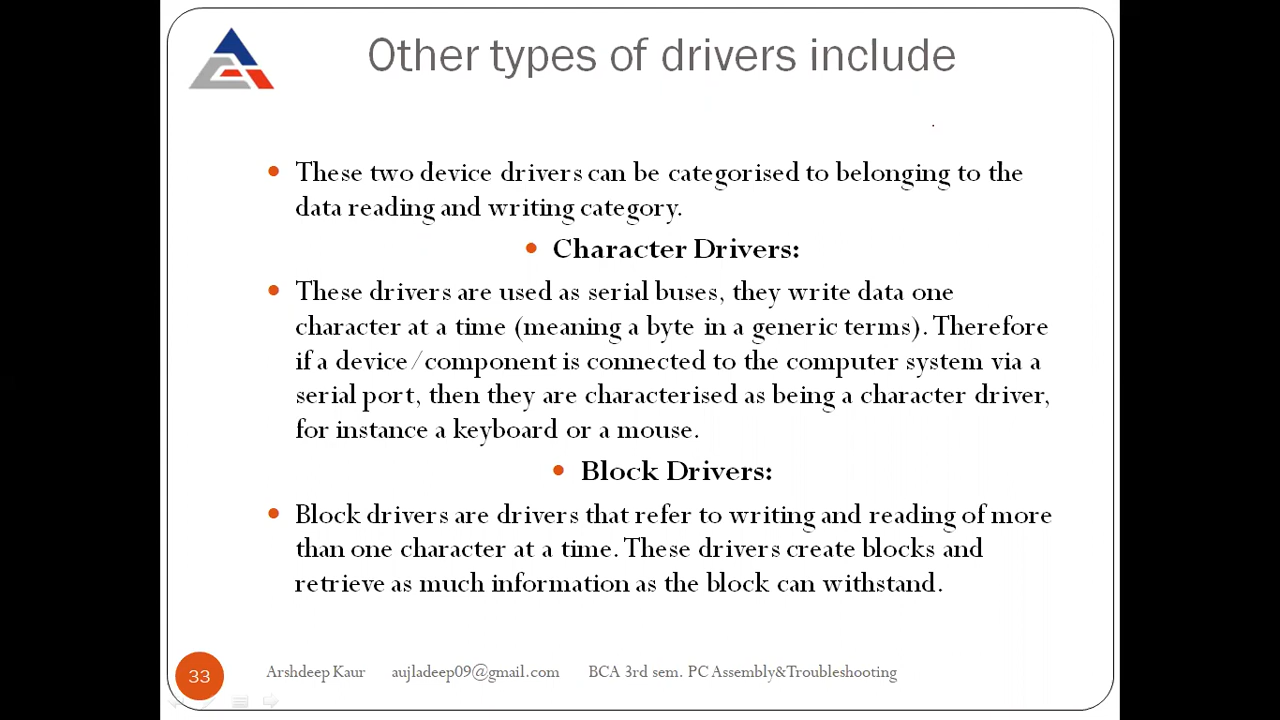 Other types of drivers include
These two device drivers can be categorised to belonging to the
data reading and writing category.
Character Drivers:
These drivers are used as serial buses, they write data one
character at a time (meaning a byte in a generic terms). Therefore
if a device/component is connected to the computer system via a
serial port, then they are characterised as being a character driver,
for instance a keyboard or a mouse.
Block Drivers:
Block drivers are drivers that refer to writing and reading of more
than one character at a time. These drivers create blocks and
retrieve as much information as the block can withstand.
33 Arshdeep Kaur aujladeep09@gmail.com BCA 3rd sem. PC Assembly&Troubleshooting